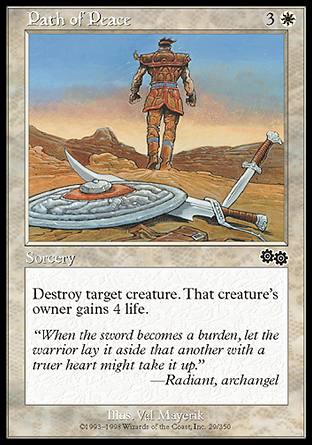 Path of Peace 3
Sorcery
Destroy target creature. That creature's
owner gains 4 life.
"When the sword becomes a burden, let the
warrior lay it aside that another with a
truer heart might take it up."
—Radiant, archangel
Illus. Val Mayerik
©1993–1998 Wizards of the Coast, Inc. 29/350